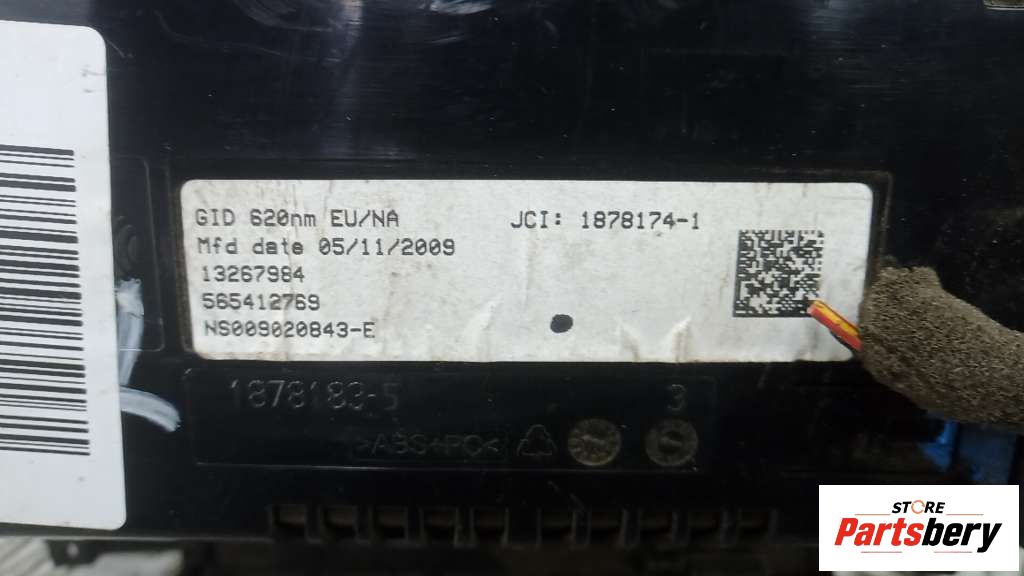 GID 620nm EU/NA JCI: 1878174-1
Mfd date 05/11/2009
13267984
565412769
NS009020843-E
1878183-5 3
>ABS+PC<
STORE
Partsbery